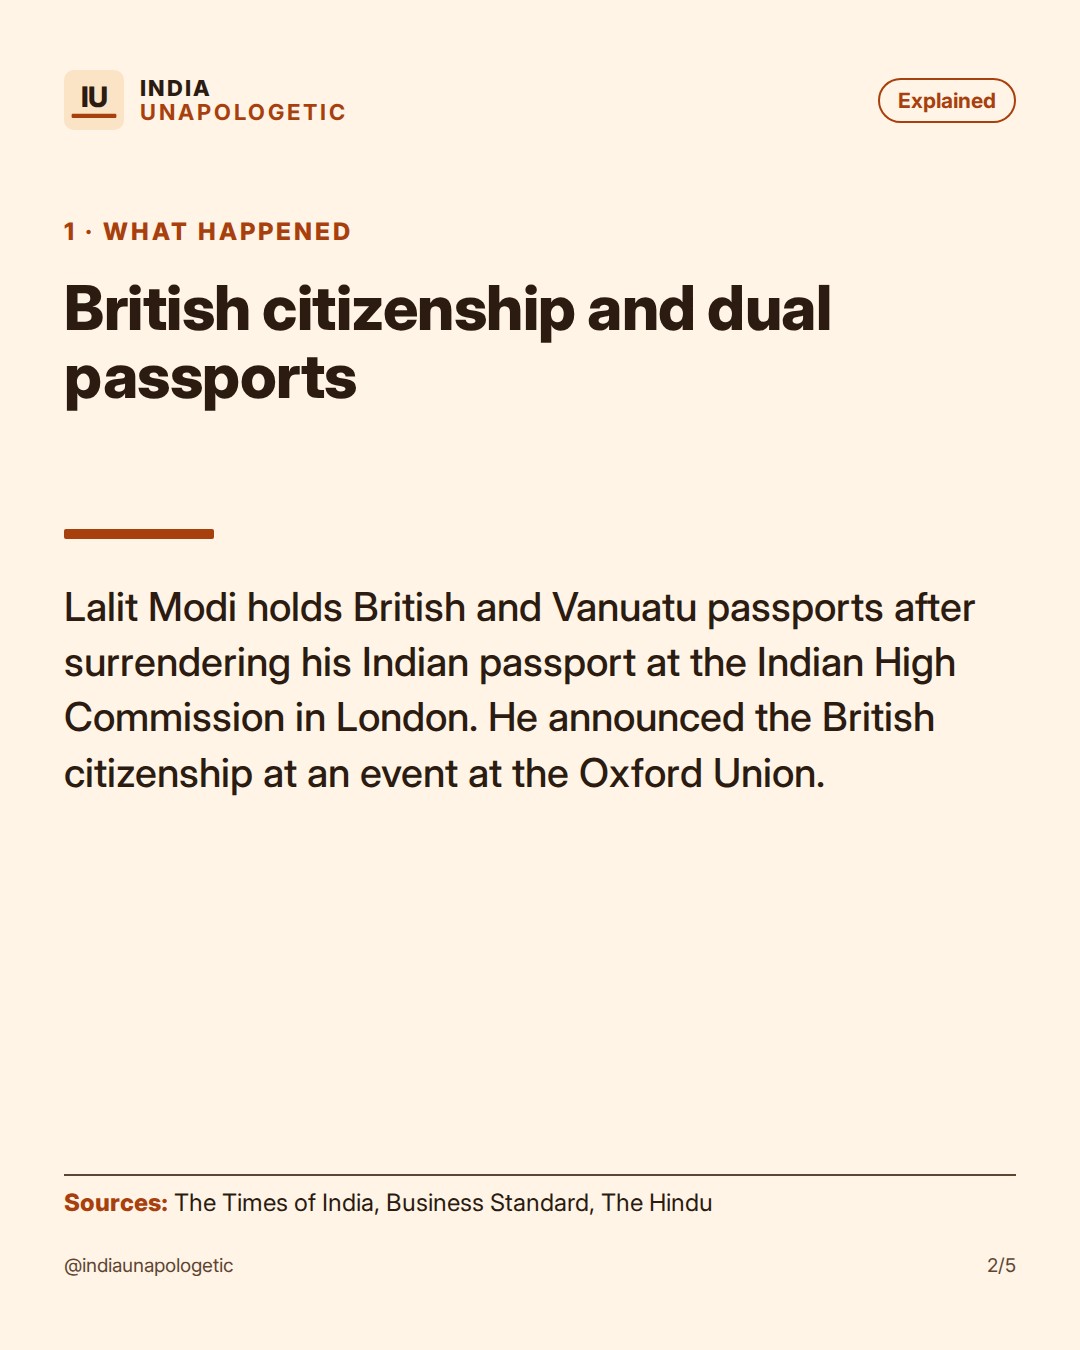 IU
INDIA
UNAPOLOGETIC
Explained
1 · WHAT HAPPENED
British citizenship and dual
passports
Lalit Modi holds British and Vanuatu passports after
surrendering his Indian passport at the Indian High
Commission in London. He announced the British
citizenship at an event at the Oxford Union.
Sources: The Times of India, Business Standard, The Hindu
@indiaunapologetic
2/5